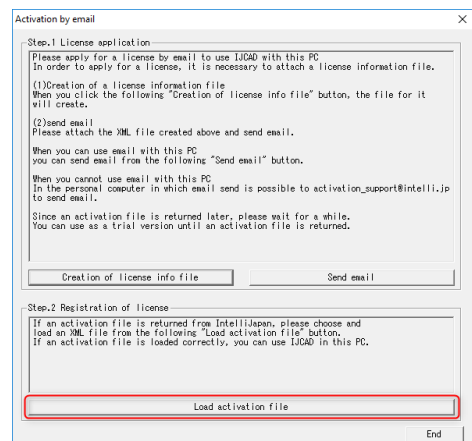 Activation by email
Step.1 License application
Please apply for a license by email to use IJCAD with this PC
In order to apply for a license, it is necessary to attach a license information file.
(1)Creation of a license information file
When you click the following "Creation of license info file" button, the file for it
will create.
(2)send email
Please attach the XML file created above and send email.
When you can use email with this PC
you can send email from the following "Send email" button.
When you cannot use email with this PC
In the personal computer in which email send is possible to activation_support@intelli.jp
to send email.
Since an activation file is returned later, please wait for a while.
You can use as a trial version until an activation file is returned.
Creation of license info file
Send email
Step.2 Registration of license
If an activation file is returned from IntelliJapan, please choose and
load an XML file from the following "Load activation file" button.
If an activation file is loaded correctly, you can use IJCAD in this PC.
Load activation file
End